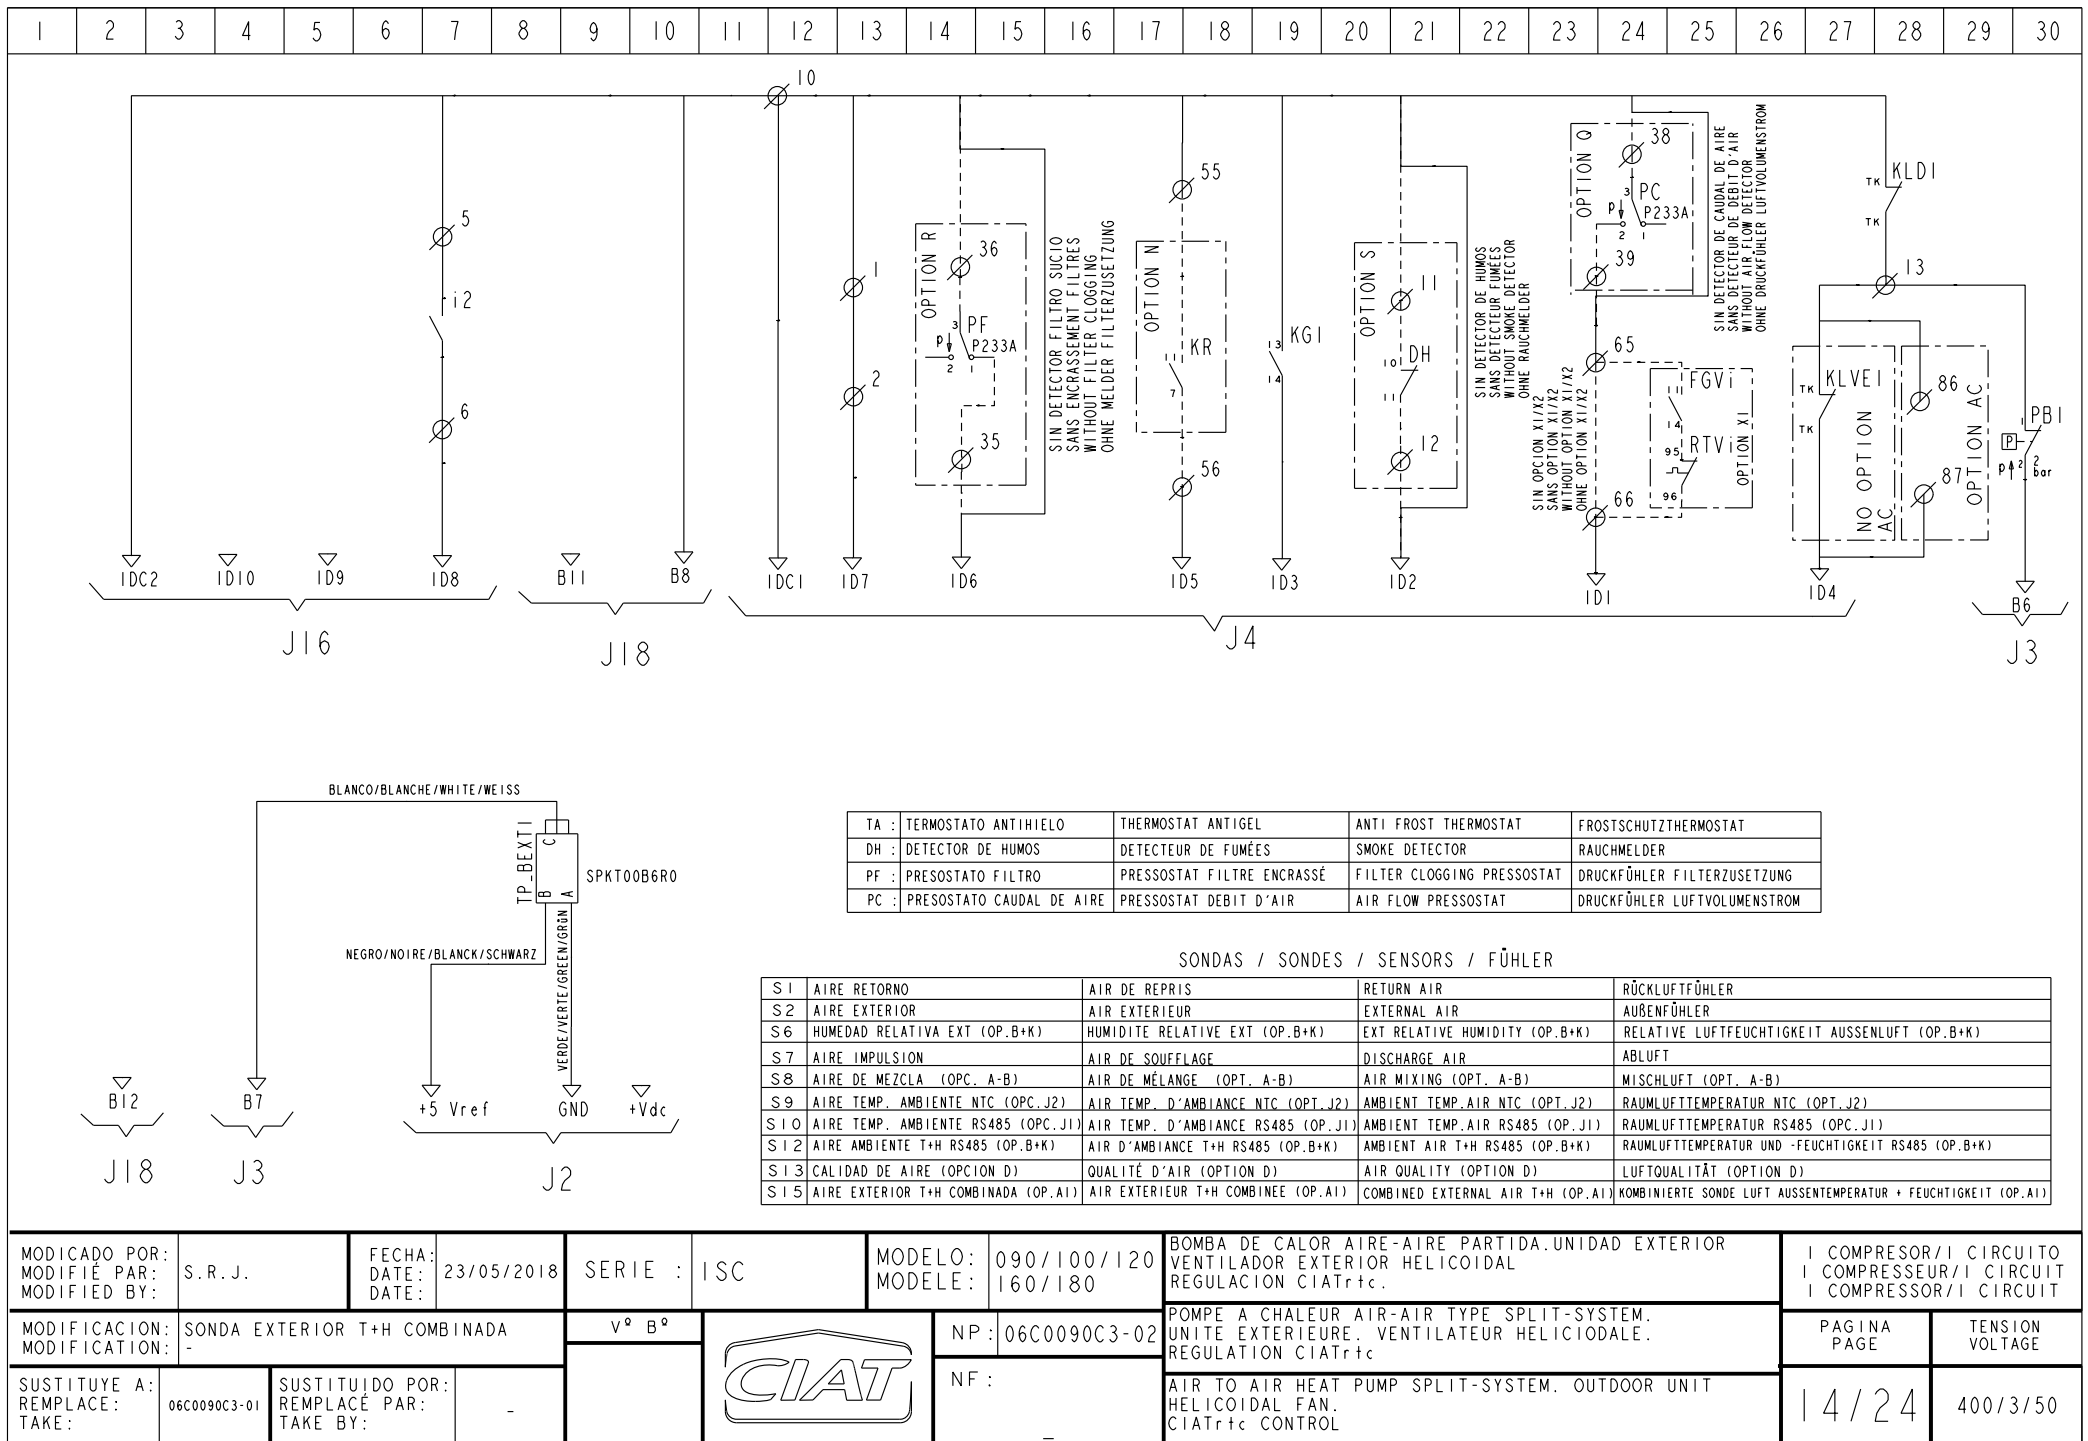 1 2 3 4 5 6 7 8 9 10 11 12 13 14 15 16 17 18 19 20 21 22 23 24 25 26 27 28 29 30
10
5
i2
6
1
2
OPTION R
36
3 PF
p P233A
2 1
35
SIN DETECTOR FILTRO SUCIO
SANS ENCRASSEMENT FILTRES
WITHOUT FILTER CLOGGING
OHNE MELDER FILTERZUSETZUNG
55
OPTION N
11 KR
7
56
13 KG1
14
OPTION S
11
10 DH
11
12
SIN DETECTOR DE HUMOS
SANS DETECTEUR FUMÉES
WITHOUT SMOKE DETECTOR
OHNE RAUCHMELDER
OPTION Q
38
3 PC
p P233A
2 1
39
SIN DETECTOR DE CAUDAL DE AIRE
SANS DETECTEUR DE DEBIT D'AIR
WITHOUT AIR FLOW DETECTOR
OHNE DRUCKFÜHLER LUFTVOLUMENSTROM
65
SIN OPCION X1/X2
SANS OPTION X1/X2
WITHOUT OPTION X1/X2
OHNE OPTION X1/X2
11 FGVi
14
95 RTVi
96
OPTION X1
66
TK KLD1
TK
13
TK KLVE1
TK
NO OPTION
AC
86
87
OPTION AC
1 PB1
P
p 2 2
bar
IDC2 ID10 ID9 ID8 B11 B8 IDC1 ID7 ID6 ID5 ID3 ID2 ID1 ID4 B6
J16 J18 J4 J3
BLANCO/BLANCHE/WHITE/WEISS
TP_BEXT1
C
B A
SPKT00B6R0
NEGRO/NOIRE/BLANCK/SCHWARZ
VERDE/VERTE/GREEN/GRÜN
B12 B7 +5 Vref GND +Vdc
J18 J3 J2
TA : TERMOSTATO ANTIHIELO THERMOSTAT ANTIGEL ANTI FROST THERMOSTAT FROSTSCHUTZTHERMOSTAT
DH : DETECTOR DE HUMOS DETECTEUR DE FUMÉES SMOKE DETECTOR RAUCHMELDER
PF : PRESOSTATO FILTRO PRESSOSTAT FILTRE ENCRASSÉ FILTER CLOGGING PRESSOSTAT DRUCKFÜHLER FILTERZUSETZUNG
PC : PRESOSTATO CAUDAL DE AIRE PRESSOSTAT DEBIT D'AIR AIR FLOW PRESSOSTAT DRUCKFÜHLER LUFTVOLUMENSTROM
SONDAS / SONDES / SENSORS / FÜHLER
S1 AIRE RETORNO AIR DE REPRIS RETURN AIR RÜCKLUFTFÜHLER
S2 AIRE EXTERIOR AIR EXTERIEUR EXTERNAL AIR AUßENFÜHLER
S6 HUMEDAD RELATIVA EXT (OP.B+K) HUMIDITE RELATIVE EXT (OP.B+K) EXT RELATIVE HUMIDITY (OP.B+K) RELATIVE LUFTFEUCHTIGKEIT AUSSENLUFT (OP.B+K)
S7 AIRE IMPULSION AIR DE SOUFFLAGE DISCHARGE AIR ABLUFT
S8 AIRE DE MEZCLA (OPC. A-B) AIR DE MÉLANGE (OPT. A-B) AIR MIXING (OPT. A-B) MISCHLUFT (OPT. A-B)
S9 AIRE TEMP. AMBIENTE NTC (OPC.J2) AIR TEMP. D'AMBIANCE NTC (OPT.J2) AMBIENT TEMP.AIR NTC (OPT.J2) RAUMLUFTTEMPERATUR NTC (OPT.J2)
S10 AIRE TEMP. AMBIENTE RS485 (OPC.J1) AIR TEMP. D'AMBIANCE RS485 (OP.J1) AMBIENT TEMP.AIR RS485 (OP.J1) RAUMLUFTTEMPERATUR RS485 (OPC.J1)
S12 AIRE AMBIENTE T+H RS485 (OP.B+K) AIR D'AMBIANCE T+H RS485 (OP.B+K) AMBIENT AIR T+H RS485 (OP.B+K) RAUMLUFTTEMPERATUR UND -FEUCHTIGKEIT RS485 (OP.B+K)
S13 CALIDAD DE AIRE (OPCION D) QUALITÉ D'AIR (OPTION D) AIR QUALITY (OPTION D) LUFTQUALITÄT (OPTION D)
S15 AIRE EXTERIOR T+H COMBINADA (OP.A1) AIR EXTERIEUR T+H COMBINEE (OP.A1) COMBINED EXTERNAL AIR T+H (OP.A1) KOMBINIERTE SONDE LUFT AUSSENTEMPERATUR + FEUCHTIGKEIT (OP.A1)
MODICADO POR:
MODIFIÉ PAR:
MODIFIED BY:
S.R.J.
FECHA:
DATE:
DATE:
23/05/2018
SERIE : ISC
MODELO:
MODELE:
090/100/120
160/180
BOMBA DE CALOR AIRE-AIRE PARTIDA.UNIDAD EXTERIOR
VENTILADOR EXTERIOR HELICOIDAL
REGULACION CIATrtc.
1 COMPRESOR/1 CIRCUITO
1 COMPRESSEUR/1 CIRCUIT
1 COMPRESSOR/1 CIRCUIT
MODIFICACION:
MODIFICATION:
SONDA EXTERIOR T+H COMBINADA
-
Vº Bº
CIAT
NP: 06C0090C3-02
POMPE A CHALEUR AIR-AIR TYPE SPLIT-SYSTEM.
UNITE EXTERIEURE. VENTILATEUR HELICIODALE.
REGULATION CIATrtc
PAGINA
PAGE
TENSION
VOLTAGE
SUSTITUYE A:
REMPLACE:
TAKE:
06C0090C3-01
SUSTITUIDO POR:
REMPLACÉ PAR:
TAKE BY:
-
NF:
-
AIR TO AIR HEAT PUMP SPLIT-SYSTEM. OUTDOOR UNIT
HELICOIDAL FAN.
CIATrtc CONTROL
14/24
400/3/50